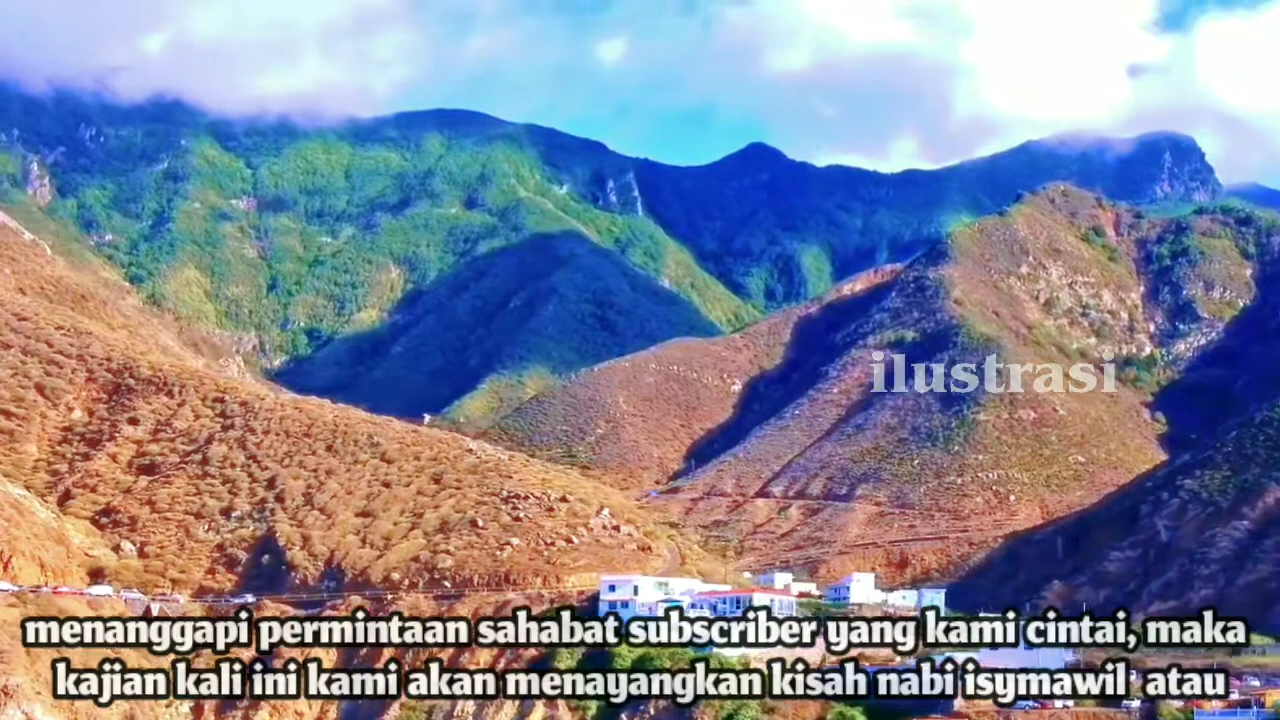 ilustrasi
menanggapi permintaan sahabat subscriber yang kami cintai, maka
kajian kali ini kami akan menayangkan kisah nabi isymawil atau